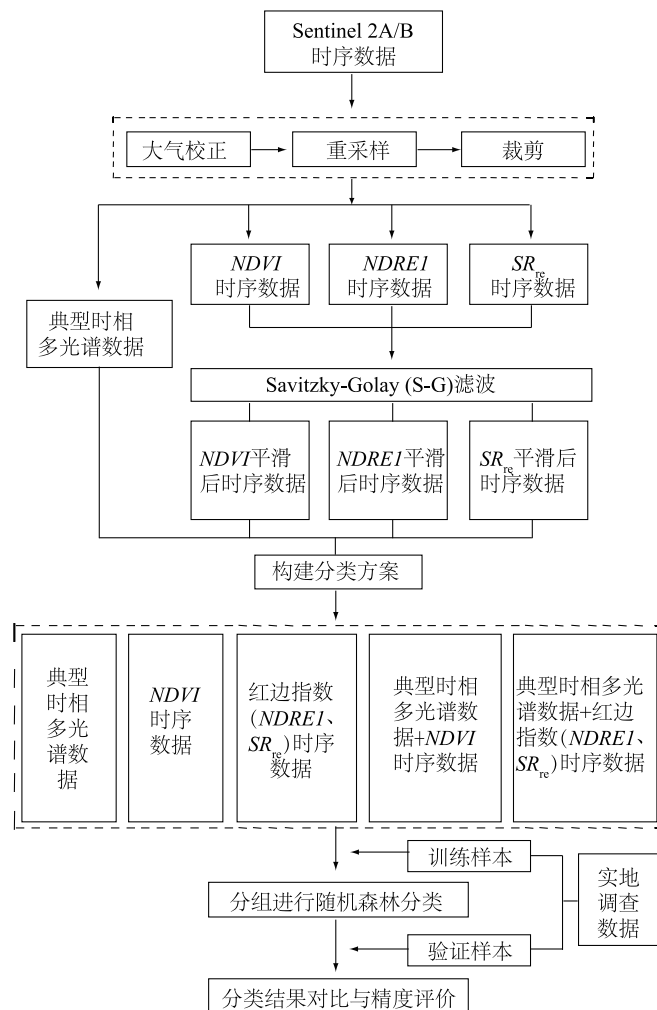 Sentinel 2A/B
时序数据
大气校正
重采样
裁剪
NDVI
时序数据
NDRE1
时序数据
SRre
时序数据
典型时相
多光谱数据
Savitzky-Golay (S-G)滤波
NDVI平滑
后时序数据
NDRE1平滑
后时序数据
SRre平滑后
时序数据
构建分类方案
典型
时相
多光
谱数
据
NDVI
时序
数据
红边指数
(NDRE1、
SRre)时序
数据
典型时相
多光谱数
据+NDVI
时序数据
典型时相多光
谱数据+红边
指数(NDRE1、
SRre)时序数据
训练样本
实地
调查
数据
分组进行随机森林分类
验证样本
分类结果对比与精度评价